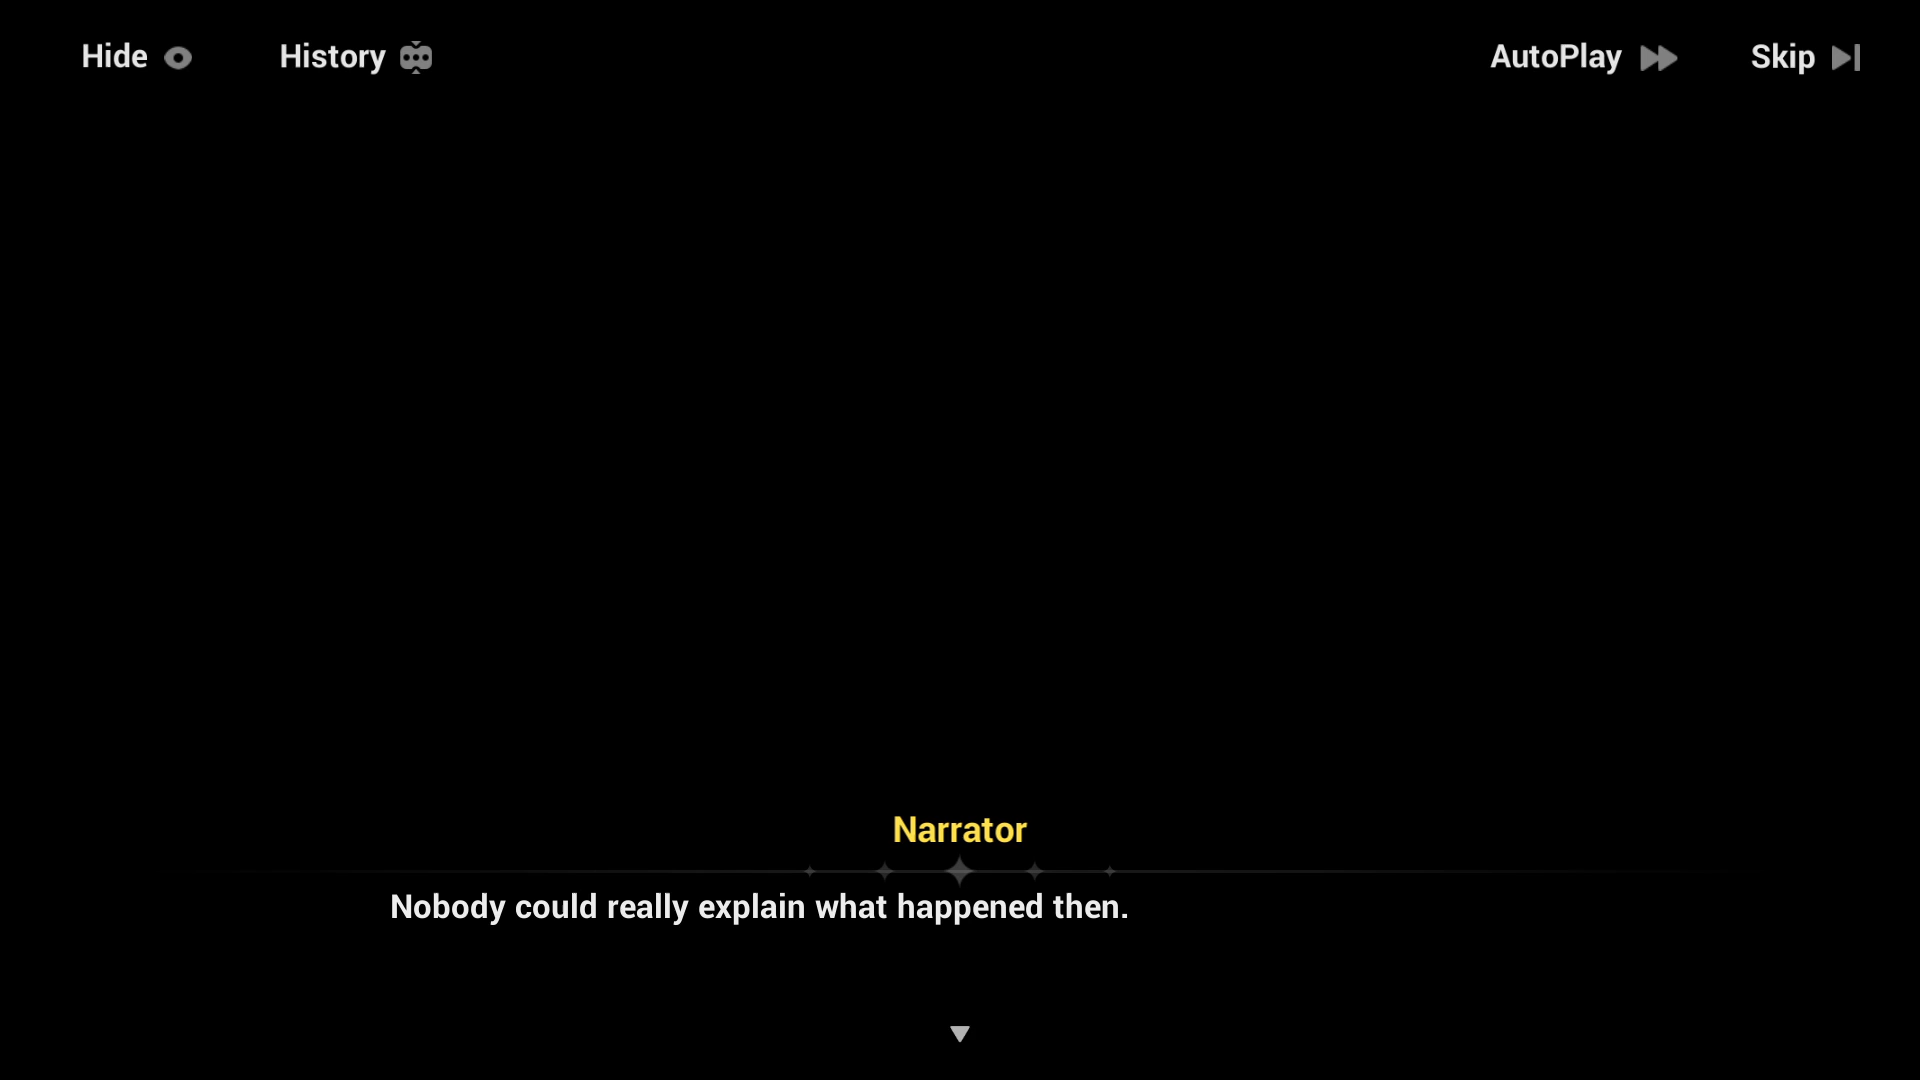 Hide History AutoPlay Skip
Narrator
Nobody could really explain what happened then.